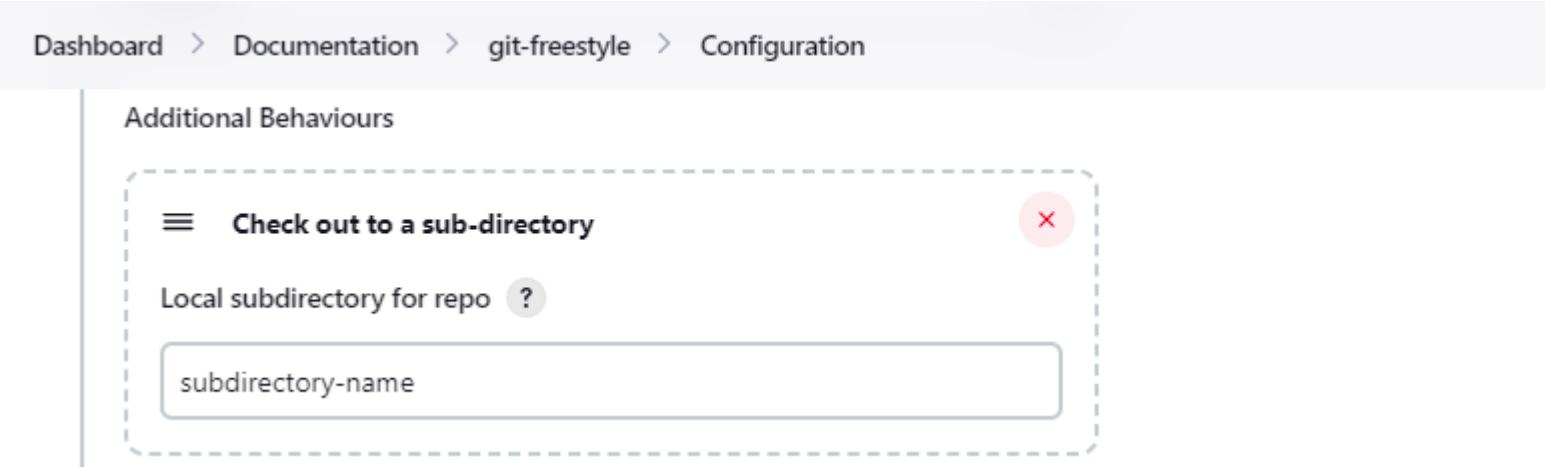 Dashboard > Documentation > git-freestyle > Configuration
Additional Behaviours
Check out to a sub-directory
Local subdirectory for repo ?
subdirectory-name